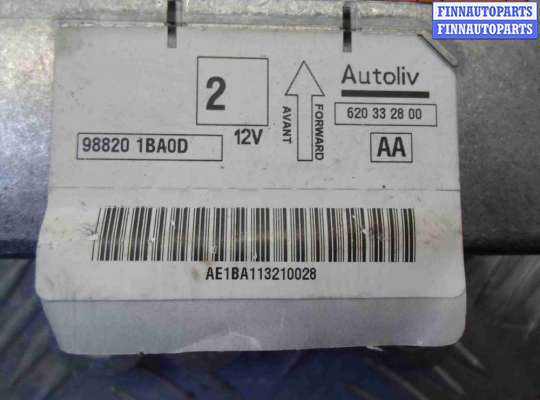 FINNAUTOPARTS
FINNAUTOPARTS
2
12V
FORWARD
AVANT
Autoliv
620 33 28 00
98820 1BA0D
AA
AE1BA113210028